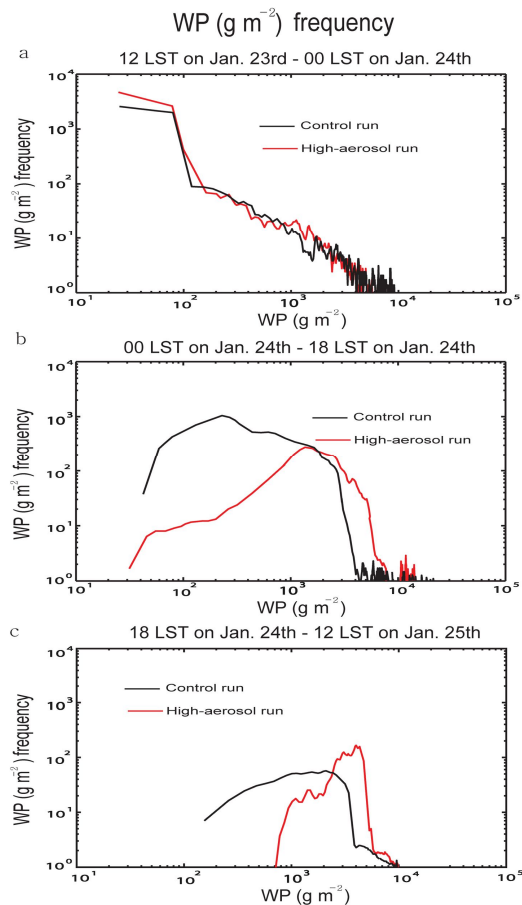 WP (g m⁻²) frequency
a
12 LST on Jan. 23rd - 00 LST on Jan. 24th
WP (g m⁻²) frequency
10⁴
10³
10²
10¹
10⁰
Control run
High-aerosol run
10¹ 10² 10³ 10⁴ 10⁵
WP (g m⁻²)
b
00 LST on Jan. 24th - 18 LST on Jan. 24th
WP (g m⁻²) frequency
10⁴
10³
10²
10¹
10⁰
Control run
High-aerosol run
10¹ 10² 10³ 10⁴ 10⁵
WP (g m⁻²)
c
18 LST on Jan. 24th - 12 LST on Jan. 25th
WP (g m⁻²) frequency
10⁴
10³
10²
10¹
10⁰
Control run
High-aerosol run
10¹ 10² 10³ 10⁴ 10⁵
WP (g m⁻²)